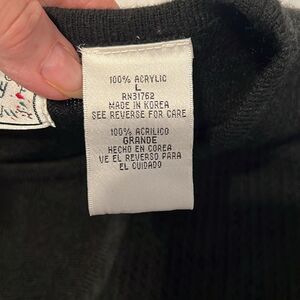 100% ACRYLIC
L
RN31762
MADE IN KOREA
SEE REVERSE FOR CARE
100% ACRILICO
GRANDE
HECHO EN COREA
VE EL REVERSO PARA
EL CUIDADO